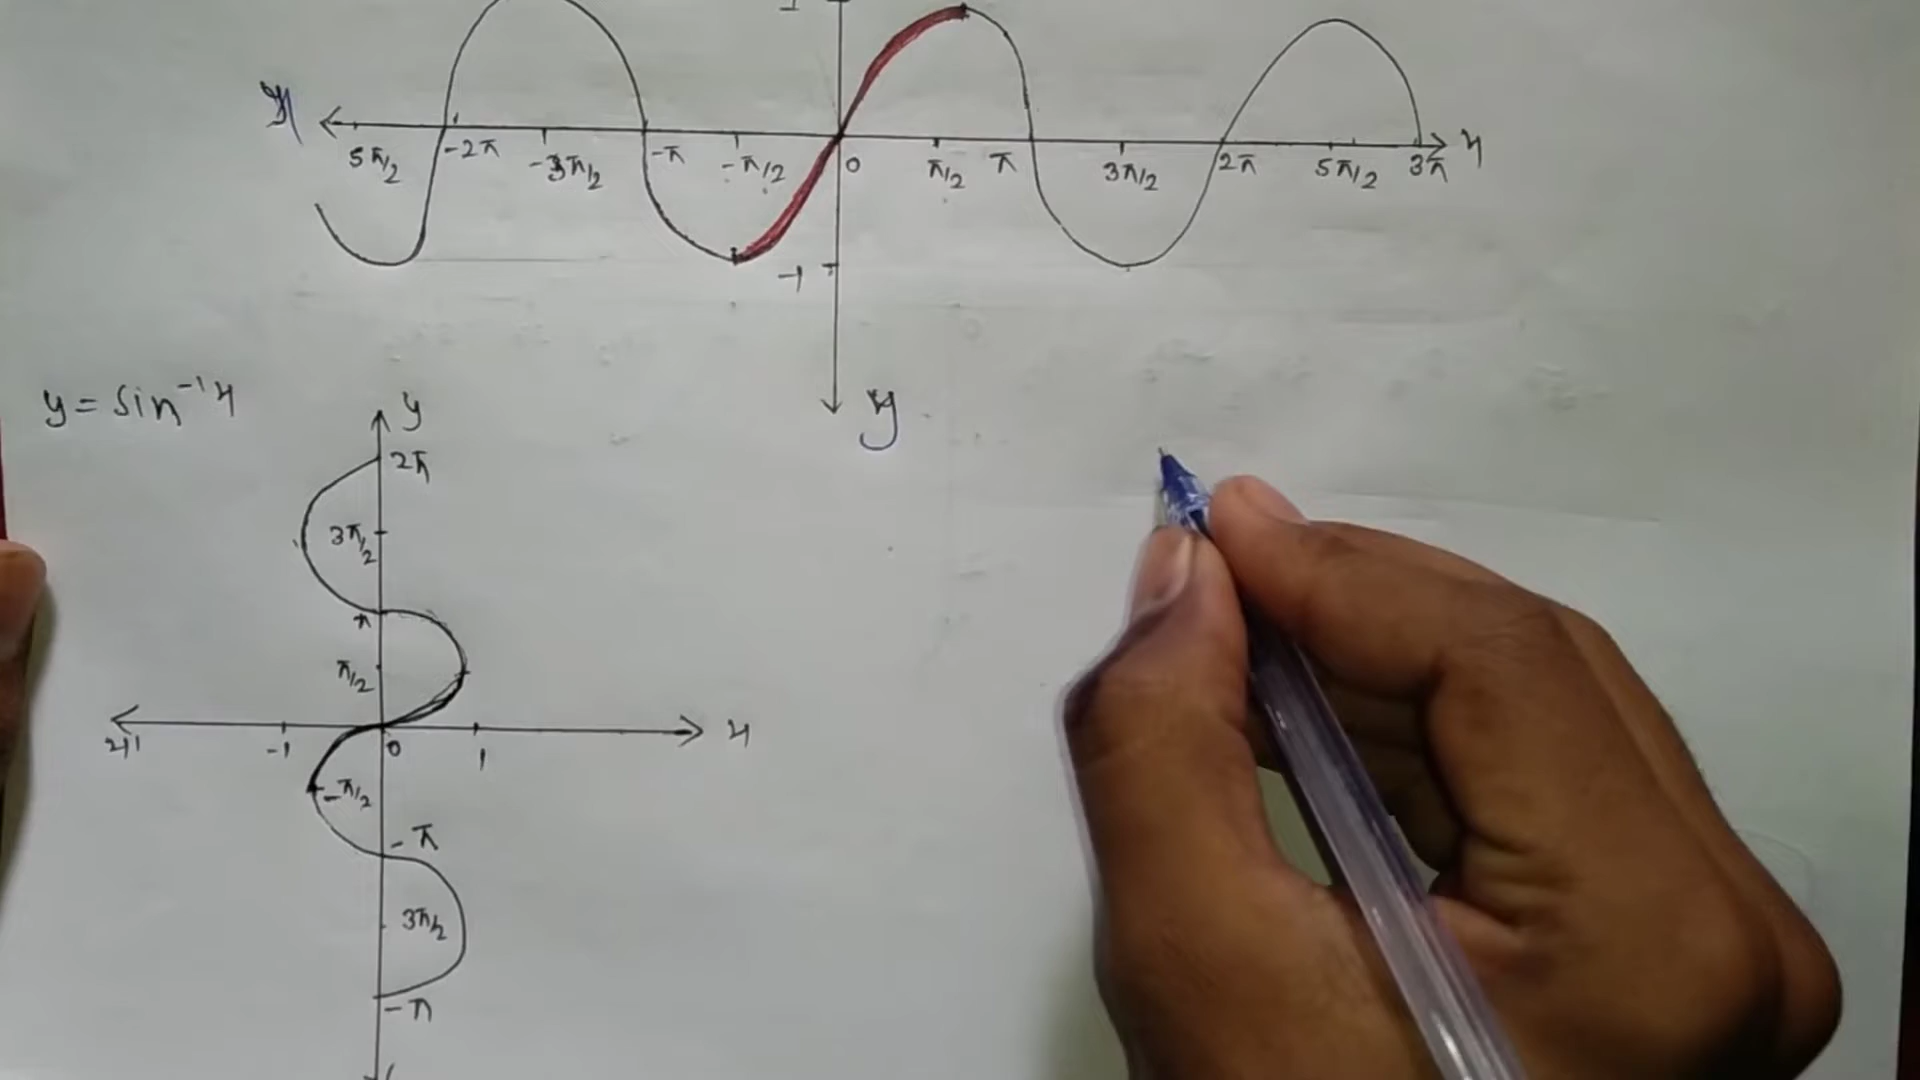 1
5π/2 -2π -3π/2 -π -π/2 0 π/2 π 3π/2 2π 5π/2 3π x
-1
y
y = sin⁻¹x
y
2π
3π/2
π
π/2
x
-1 0 1
-π/2
-π
3π/2
-π